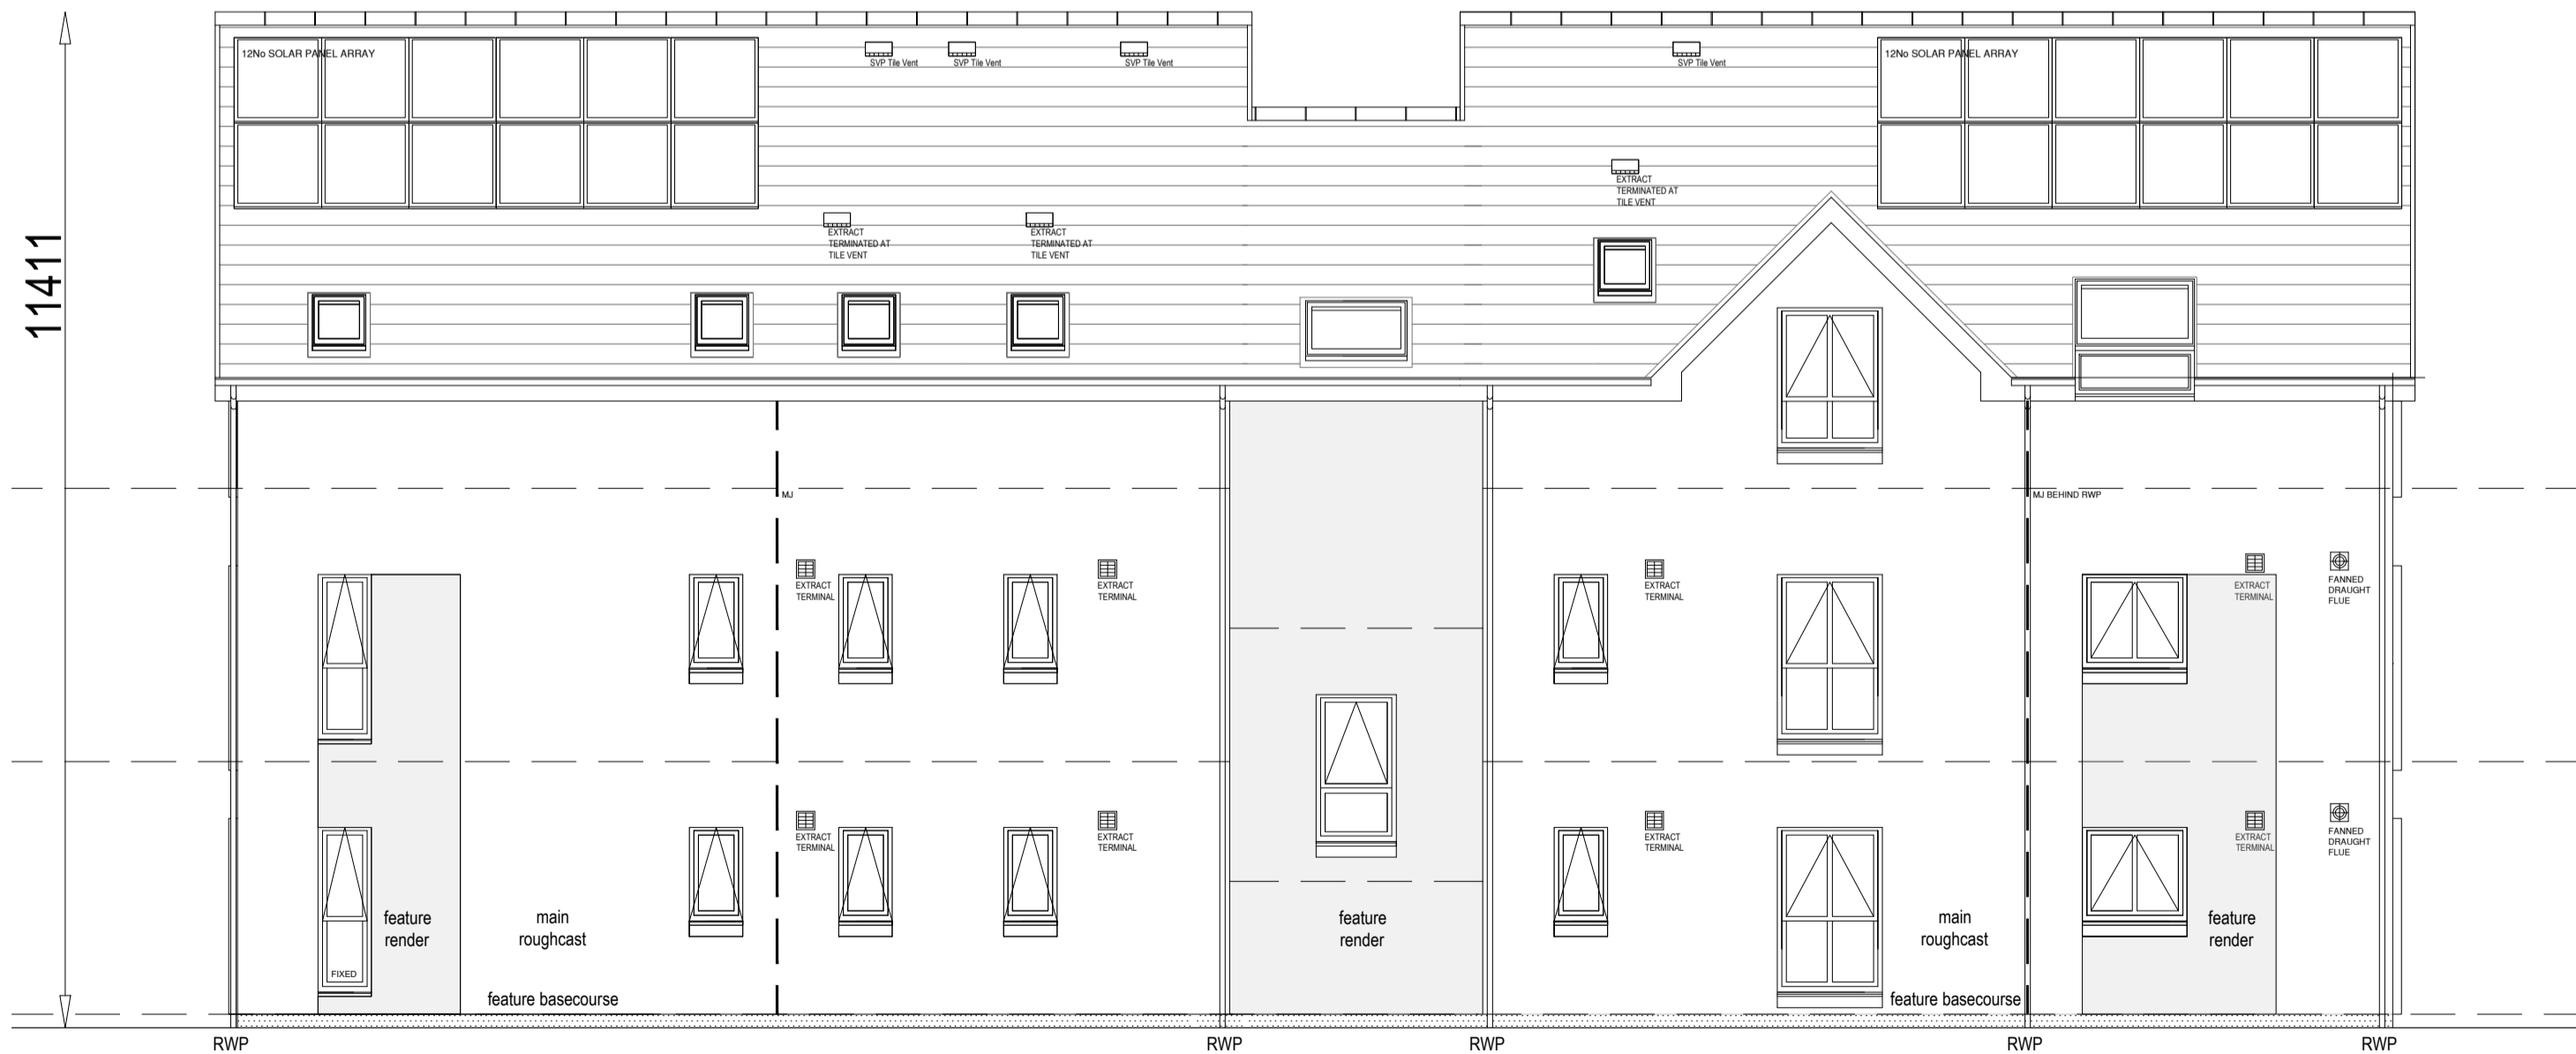 12No SOLAR PANEL ARRAY
SVP Tile Vent
SVP Tile Vent
SVP Tile Vent
SVP Tile Vent
12No SOLAR PANEL ARRAY
EXTRACT
TERMINATED AT
TILE VENT
EXTRACT
TERMINATED AT
TILE VENT
EXTRACT
TERMINATED AT
TILE VENT
11411
MJ
MJ BEHIND RWP
EXTRACT
TERMINAL
EXTRACT
TERMINAL
EXTRACT
TERMINAL
EXTRACT
TERMINAL
FANNED
DRAUGHT
FLUE
EXTRACT
TERMINAL
EXTRACT
TERMINAL
EXTRACT
TERMINAL
EXTRACT
TERMINAL
FANNED
DRAUGHT
FLUE
feature
render
main
roughcast
feature
render
main
roughcast
feature
render
FIXED
feature basecourse
feature basecourse
RWP
RWP
RWP
RWP
RWP